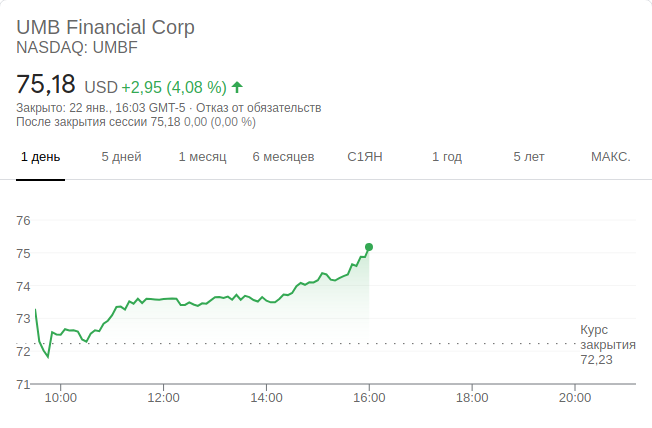 UMB Financial Corp
NASDAQ: UMBF
75,18 USD +2,95 (4,08 %)
Закрыто: 22 янв., 16:03 GMT-5 · Отказ от обязательств
После закрытия сессии 75,18 0,00 (0,00 %)
1 день 5 дней 1 месяц 6 месяцев С1ЯН 1 год 5 лет МАКС.
76
75
74
73
72
71
Курс
закрытия
72,23
10:00 12:00 14:00 16:00 18:00 20:00